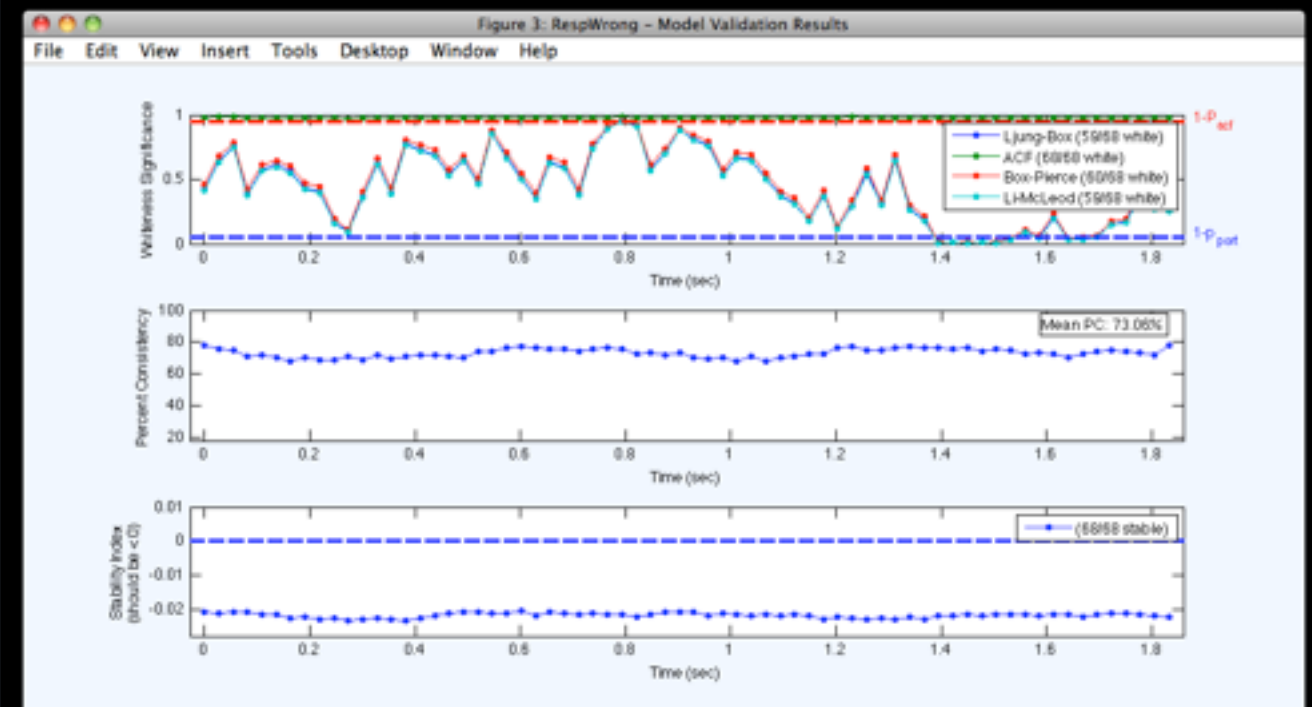 Figure 3: RespWrong – Model Validation Results
File Edit View Insert Tools Desktop Window Help
Whiteness Significance
1
0.5
0
1-P acf
1-p port
Ljung-Box (59/68 white)
ACF (68/68 white)
Box-Pierce (60/68 white)
Li-McLeod (59/68 white)
0 0.2 0.4 0.6 0.8 1 1.2 1.4 1.6 1.8
Time (sec)
Percent Consistency
100
80
60
40
20
Mean PC: 73.06%
0 0.2 0.4 0.6 0.8 1 1.2 1.4 1.6 1.8
Time (sec)
Stability Index
(should be <0)
0.01
0
-0.01
-0.02
(68/68 stable)
0 0.2 0.4 0.6 0.8 1 1.2 1.4 1.6 1.8
Time (sec)